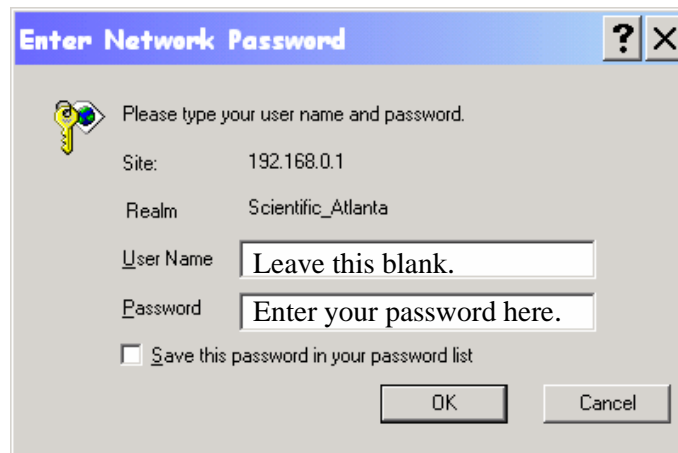 Enter Network Password
Please type your user name and password.
Site: 192.168.0.1
Realm Scientific_Atlanta
User Name Leave this blank.
Password Enter your password here.
Save this password in your password list
OK Cancel